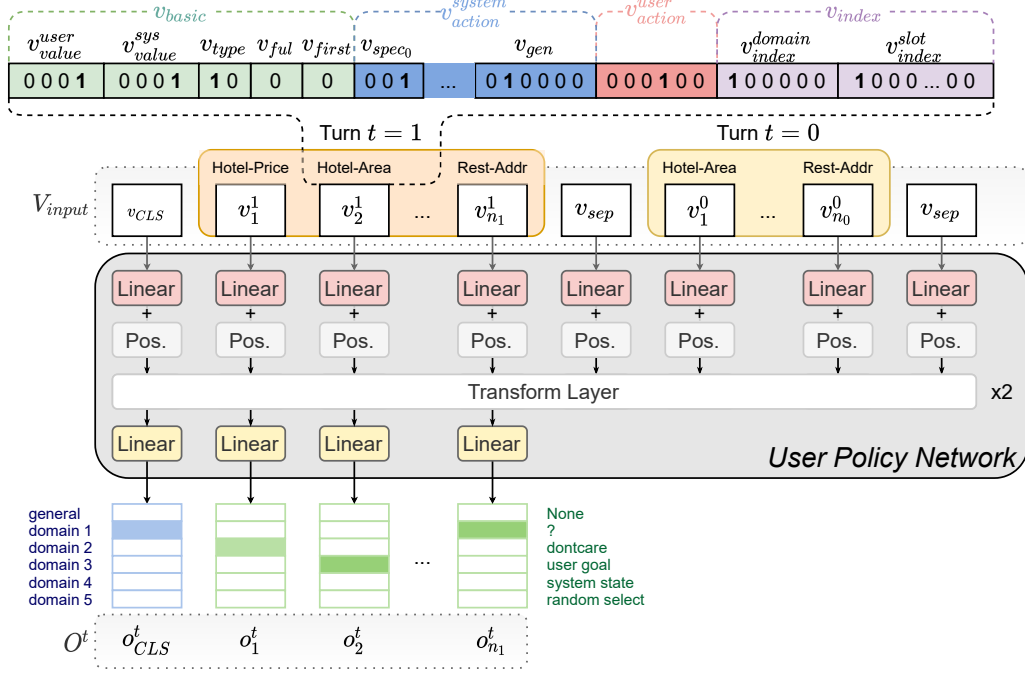 v_basic v_action^system v_action^user v_index
v_value^user v_value^sys v_type v_ful v_first v_spec_0 v_gen v_index^domain v_index^slot
0 0 0 1 0 0 0 1 1 0 0 0 0 0 1 ... 0 1 0 0 0 0 0 0 0 1 0 0 1 0 0 0 0 0 1 0 0 0 ... 0 0
Turn t = 1 Turn t = 0
Hotel-Price Hotel-Area Rest-Addr Hotel-Area Rest-Addr
V_input v_CLS v_1^1 v_2^1 ... v_{n_1}^1 v_sep v_1^0 ... v_{n_0}^0 v_sep
Linear Linear Linear Linear Linear Linear Linear Linear
+ + + + + + + +
Pos. Pos. Pos. Pos. Pos. Pos. Pos. Pos.
Transform Layer x2
Linear Linear Linear Linear
User Policy Network
general None
domain 1 ?
domain 2 dontcare
domain 3 ... user goal
domain 4 system state
domain 5 random select
O^t o_CLS^t o_1^t o_2^t o_{n_1}^t